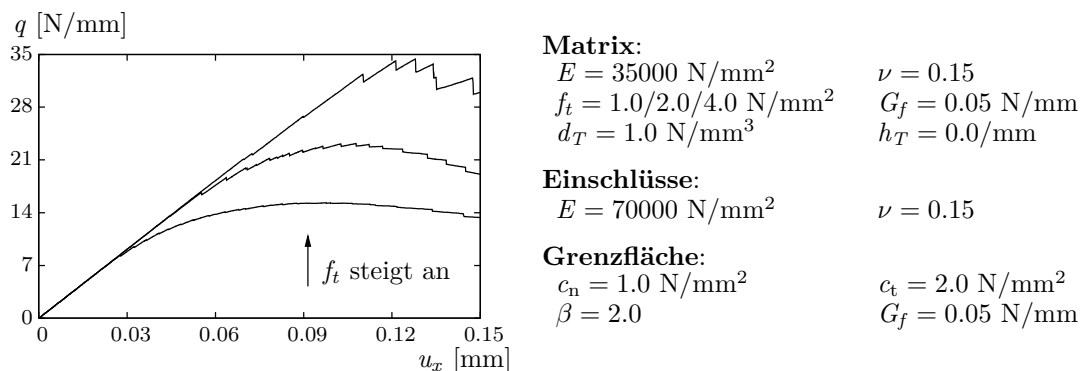 q [N/mm]
35
28
21
14
7
0
0
0.03
0.06
0.09
0.12
0.15
u_x [mm]
f_t steigt an
Matrix:
E = 35000 N/mm² ν = 0.15
f_t = 1.0/2.0/4.0 N/mm² G_f = 0.05 N/mm
d_T = 1.0 N/mm³ h_T = 0.0/mm
Einschlüsse:
E = 70000 N/mm² ν = 0.15
Grenzfläche:
c_n = 1.0 N/mm² c_t = 2.0 N/mm²
β = 2.0 G_f = 0.05 N/mm